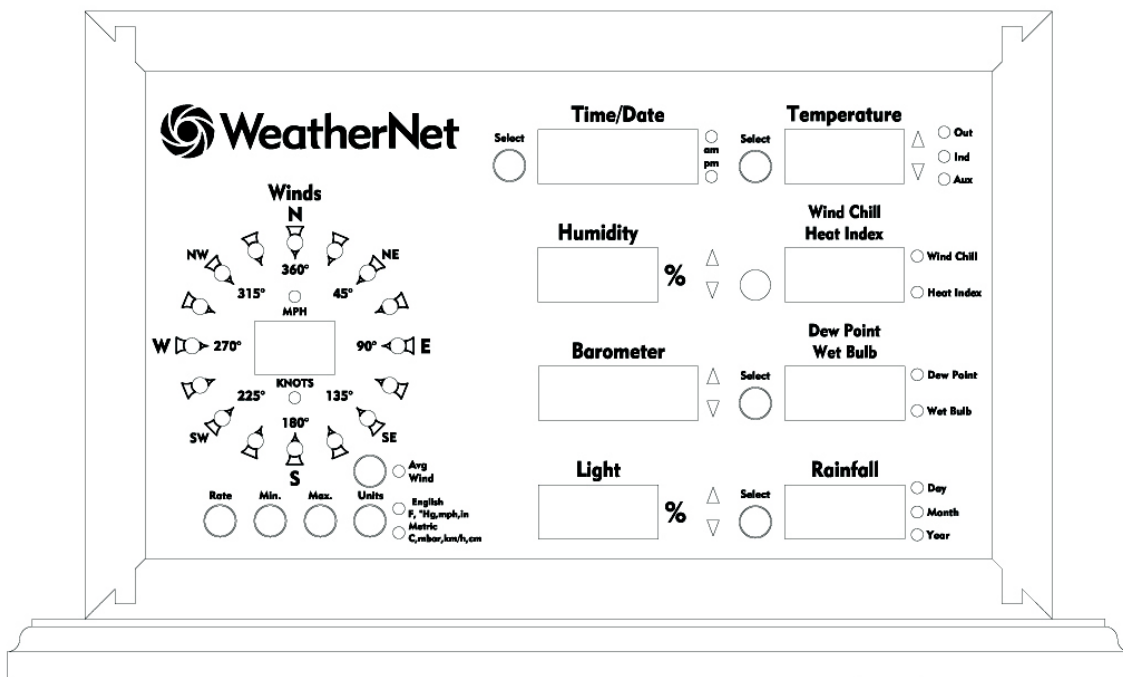 WeatherNet
Time/Date
Select
am
pm
Temperature
Select
Out
Ind
Aux
Winds
N
NW
NE
360°
315°
45°
MPH
W
270°
90°
E
KNOTS
225°
135°
180°
SW
SE
S
Humidity
%
Wind Chill
Heat Index
Wind Chill
Heat Index
Barometer
Select
Dew Point
Wet Bulb
Dew Point
Wet Bulb
Light
%
Select
Rainfall
Day
Month
Year
Avg
Wind
Rate
Min.
Max.
Units
English
F, "Hg,mph,in
Metric
C,mbar,km/h,cm